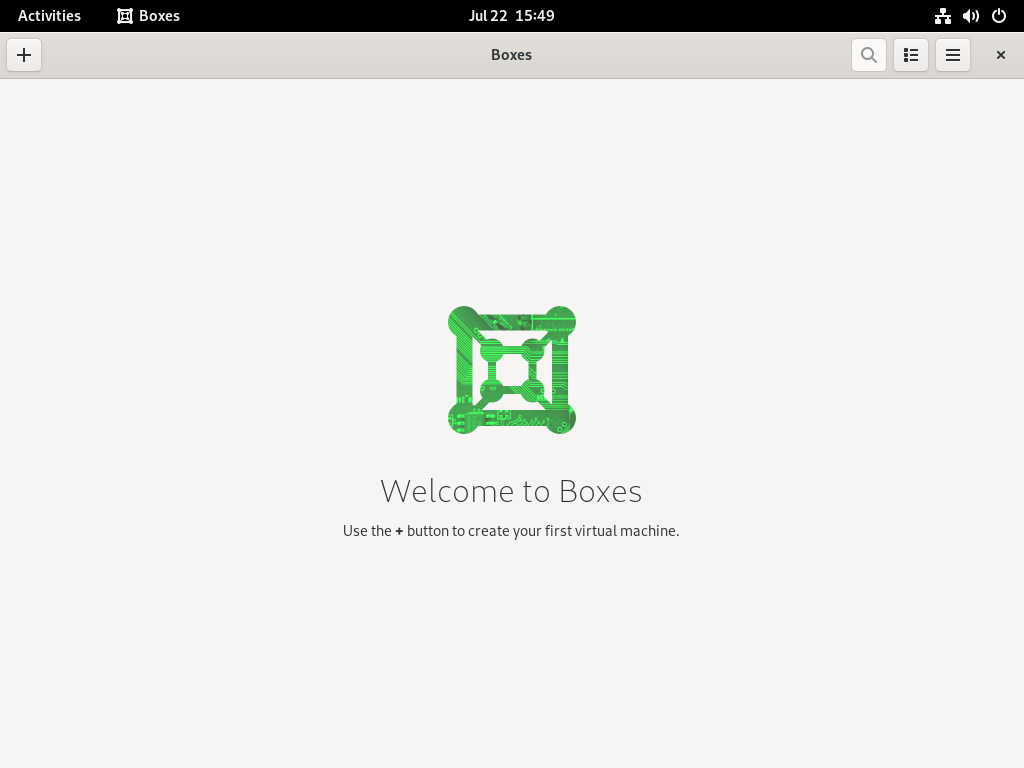 Activities Boxes Jul 22 15:49
Boxes
Welcome to Boxes
Use the + button to create your first virtual machine.